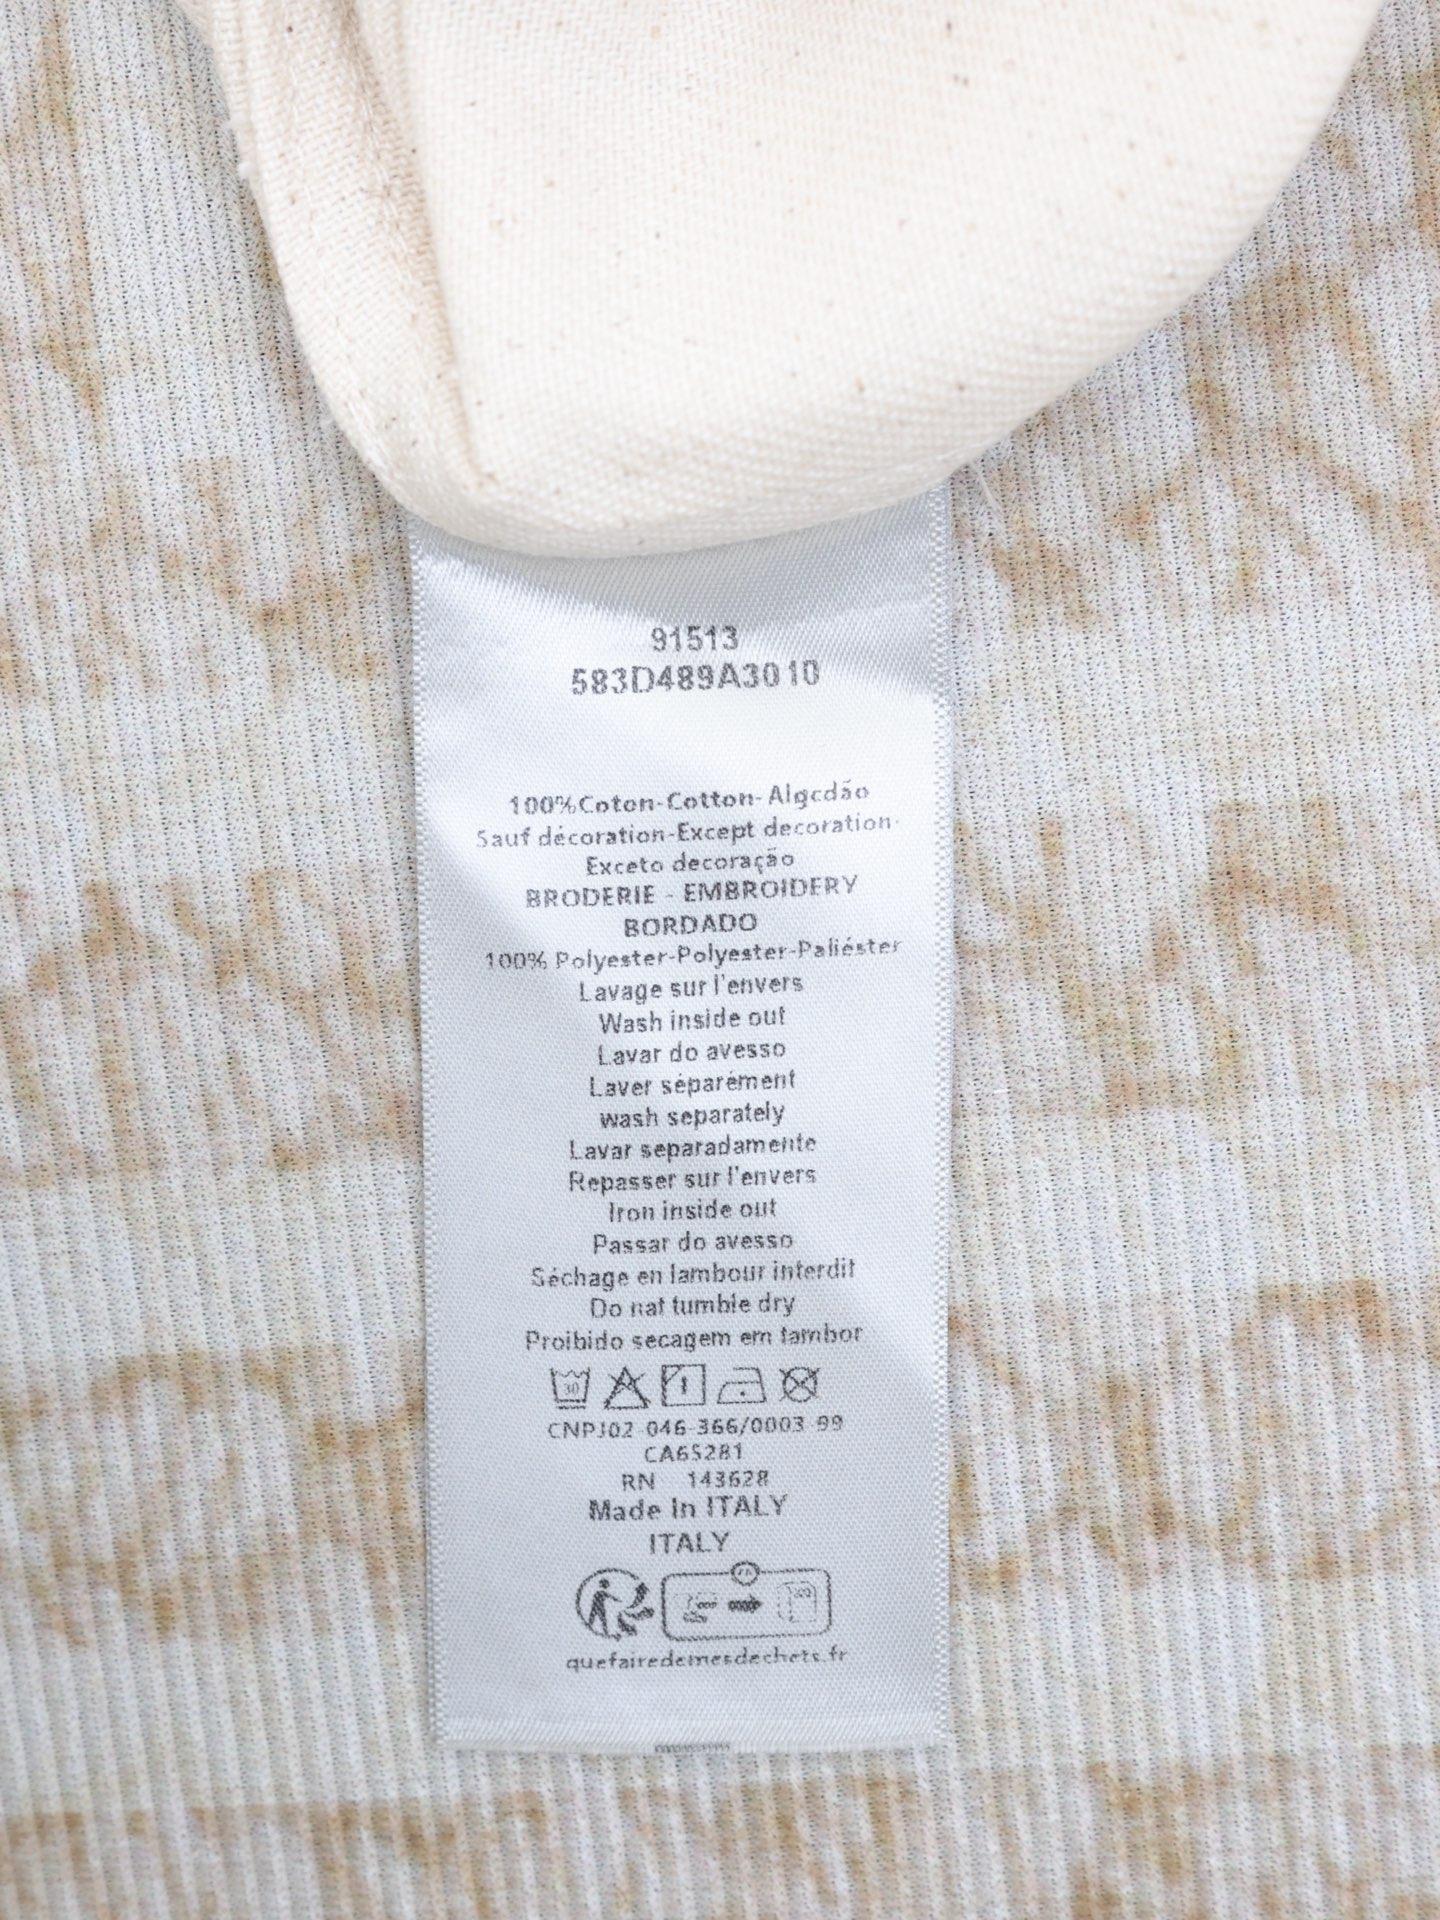 91513
583D489A3010
100%Coton-Cotton-Algcdão
Sauf décoration-Except decoration-
Exceto decoração
BRODERIE - EMBROIDERY
BORDADO
100% Polyester-Polyester-Paliéster
Lavage sur l'envers
Wash inside out
Lavar do avesso
Laver séparément
wash separately
Lavar separadamente
Repasser sur l'envers
Iron inside out
Passar do avesso
Séchage en tambour interdit
Do nat tumble dry
Proibido secagem em tambor
30
CNPJ02-046-366/0003-99
CA65281
RN 143628
Made In ITALY
ITALY
FR
quefairedemesdechets.fr